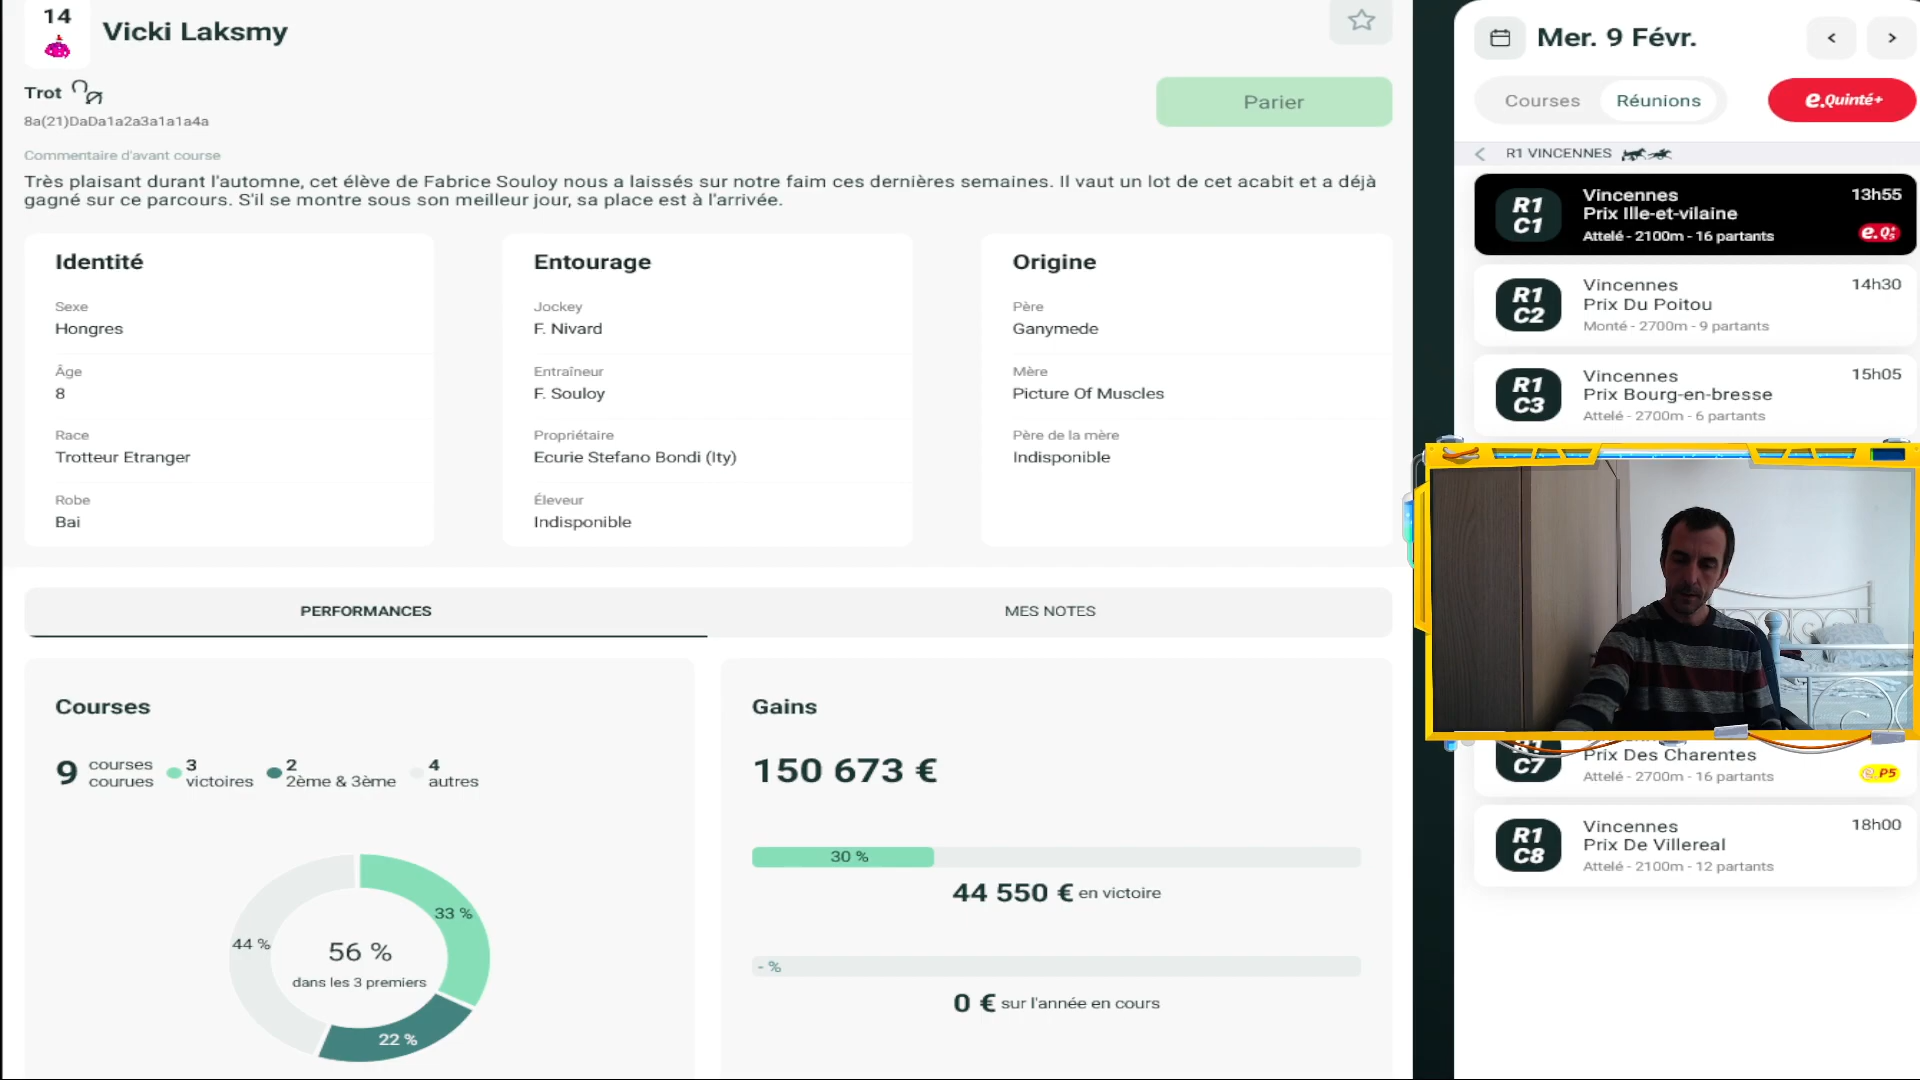 14
Vicki Laksmy
Trot
8a(21)DaDa1a2a3a1a1a4a
Parier
Commentaire d'avant course
Très plaisant durant l'automne, cet élève de Fabrice Souloy nous a laissés sur notre faim ces dernières semaines. Il vaut un lot de cet acabit et a déjà
gagné sur ce parcours. S'il se montre sous son meilleur jour, sa place est à l'arrivée.
Identité
Sexe
Hongres
Âge
8
Race
Trotteur Etranger
Robe
Bai
Entourage
Jockey
F. Nivard
Entraîneur
F. Souloy
Propriétaire
Ecurie Stefano Bondi (Ity)
Éleveur
Indisponible
Origine
Père
Ganymede
Mère
Picture Of Muscles
Père de la mère
Indisponible
PERFORMANCES
MES NOTES
Courses
9 courses courues
3 victoires
2 2ème & 3ème
4 autres
33 %
44 %
56 %
dans les 3 premiers
22 %
Gains
150 673 €
30 %
44 550 € en victoire
- %
0 € sur l'année en cours
Mer. 9 Févr.
<
>
Courses
Réunions
e.Quinté+
R1 VINCENNES
R1 C1
Vincennes
13h55
Prix Ille-et-vilaine
Attelé - 2100m - 16 partants
R1 C2
Vincennes
14h30
Prix Du Poitou
Monté - 2700m - 9 partants
R1 C3
Vincennes
15h05
Prix Bourg-en-bresse
Attelé - 2700m - 6 partants
C7
Prix Des Charentes
Attelé - 2700m - 16 partants
e P5
R1 C8
Vincennes
18h00
Prix De Villereal
Attelé - 2100m - 12 partants